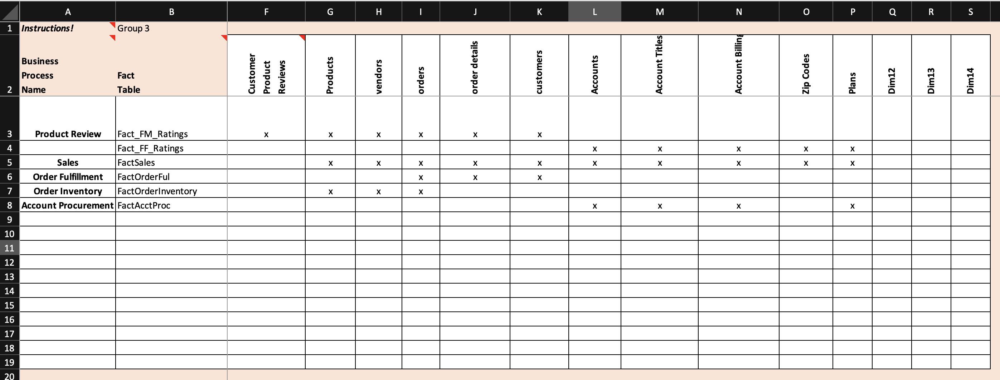 A B F G H I J K L M N O P Q R S
1 Instructions! Group 3
Business
Process
Name
Fact
Table
Customer
Product
Reviews
Products
vendors
orders
order details
customers
Accounts
Account Titles
Account Billing
Zip Codes
Plans
Dim12
Dim13
Dim14
2
3 Product Review Fact_FM_Ratings x x x x x x
4 Fact_FF_Ratings x x x x x
5 Sales FactSales x x x x x x x x x x
6 Order Fulfillment FactOrderFul x x x
7 Order Inventory FactOrderInventory x x x
8 Account Procurement FactAcctProc x x x x
9
10
11
12
13
14
15
16
17
18
19
20